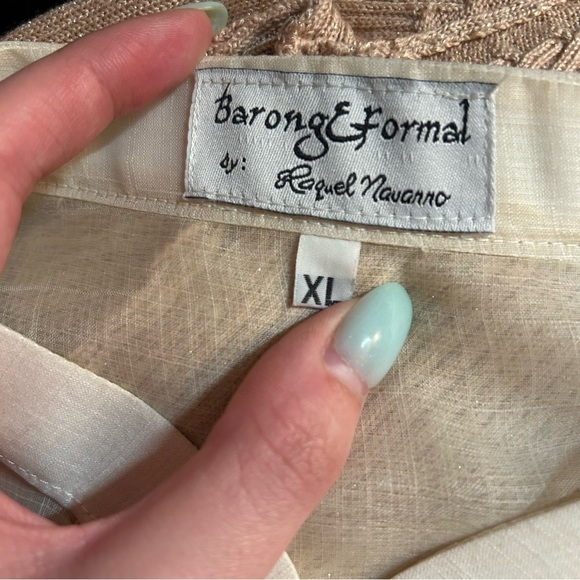 Barong & Formal
by:
Raquel Navarro
XL